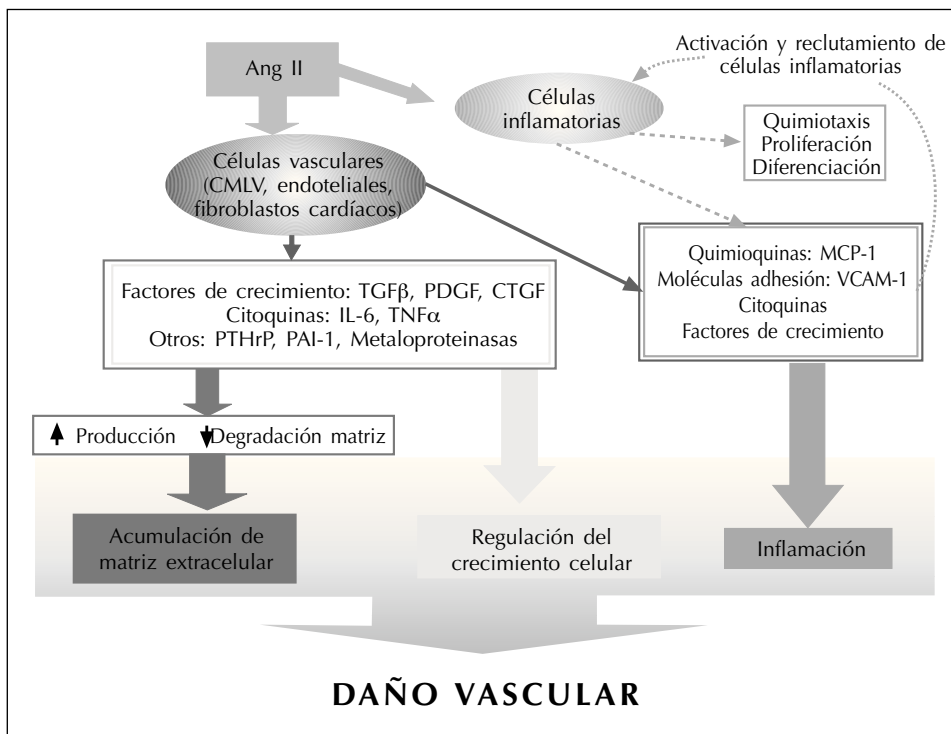 Ang II
Activación y reclutamiento de
células inflamatorias
Células
inflamatorias
Quimiotaxis
Proliferación
Diferenciación
Células vasculares
(CMLV, endoteliales,
fibroblastos cardíacos)
Quimioquinas: MCP-1
Moléculas adhesión: VCAM-1
Citoquinas
Factores de crecimiento
Factores de crecimiento: TGFβ, PDGF, CTGF
Citoquinas: IL-6, TNFα
Otros: PTHrP, PAI-1, Metaloproteinasas
Producción Degradación matriz
Acumulación de
matriz extracelular
Regulación del
crecimiento celular
Inflamación
DAÑO VASCULAR